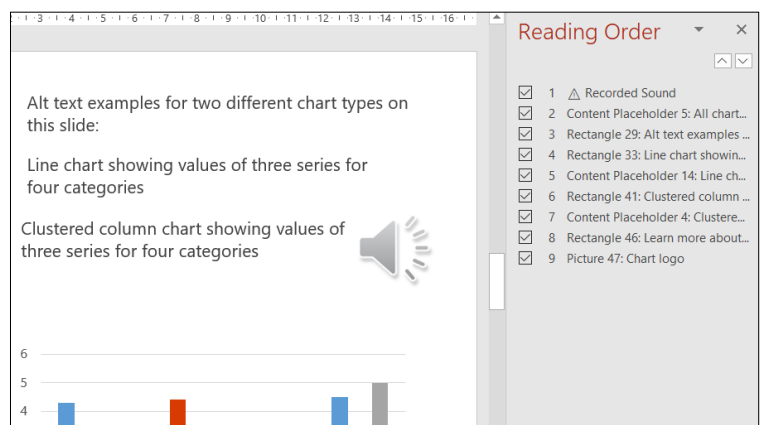 3 4 5 6 7 8 9 10 11 12 13 14 15 16
Alt text examples for two different chart types on
this slide:
Line chart showing values of three series for
four categories
Clustered column chart showing values of
three series for four categories
6
5
4
Reading Order
1 Recorded Sound
2 Content Placeholder 5: All chart...
3 Rectangle 29: Alt text examples ...
4 Rectangle 33: Line chart showin...
5 Content Placeholder 14: Line ch...
6 Rectangle 41: Clustered column ...
7 Content Placeholder 4: Clustere...
8 Rectangle 46: Learn more about...
9 Picture 47: Chart logo